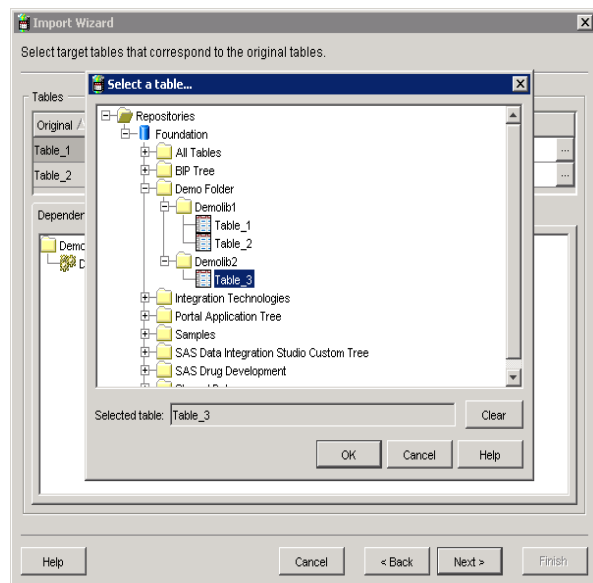 Import Wizard
Select target tables that correspond to the original tables.
Tables
Original
Table_1
...
Table_2
...
Select a table...
Repositories
Foundation
All Tables
BIP Tree
Demo Folder
Demolib1
Table_1
Table_2
Demolib2
Table_3
Integration Technologies
Portal Application Tree
Samples
SAS Data Integration Studio Custom Tree
SAS Drug Development
Selected table: Table_3
Clear
OK Cancel Help
Help Cancel < Back Next > Finish